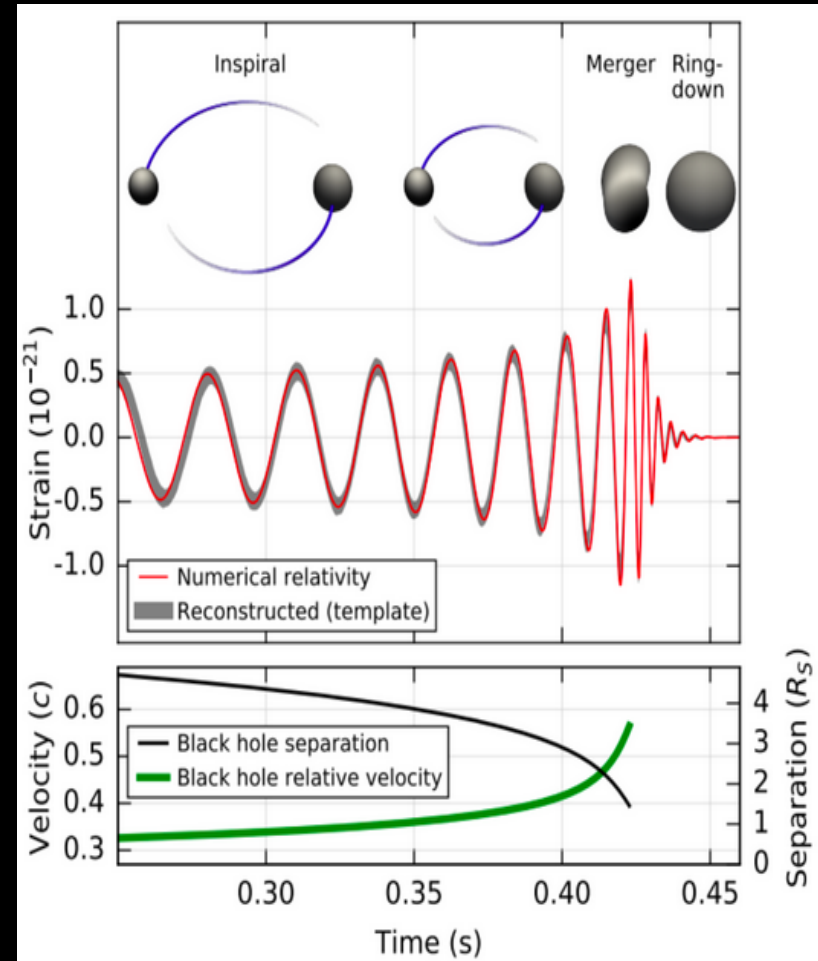 Inspiral
Merger
Ring-
down
Strain (10⁻²¹)
1.0
0.5
0.0
-0.5
-1.0
Numerical relativity
Reconstructed (template)
Velocity (c)
0.6
0.5
0.4
0.3
Black hole separation
Black hole relative velocity
4
3
2
1
0
Separation (R_S)
0.30 0.35 0.40 0.45
Time (s)